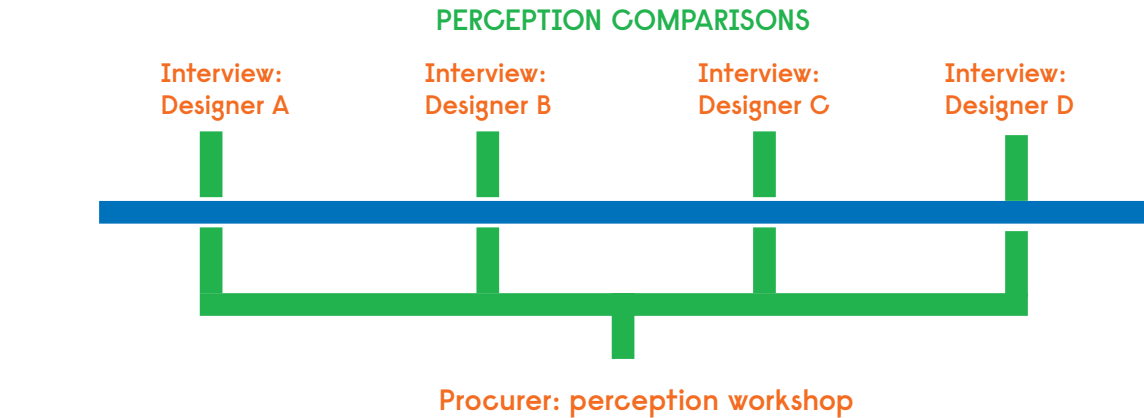 PERCEPTION COMPARISONS
Interview:
Designer A
Interview:
Designer B
Interview:
Designer C
Interview:
Designer D
Procurer: perception workshop